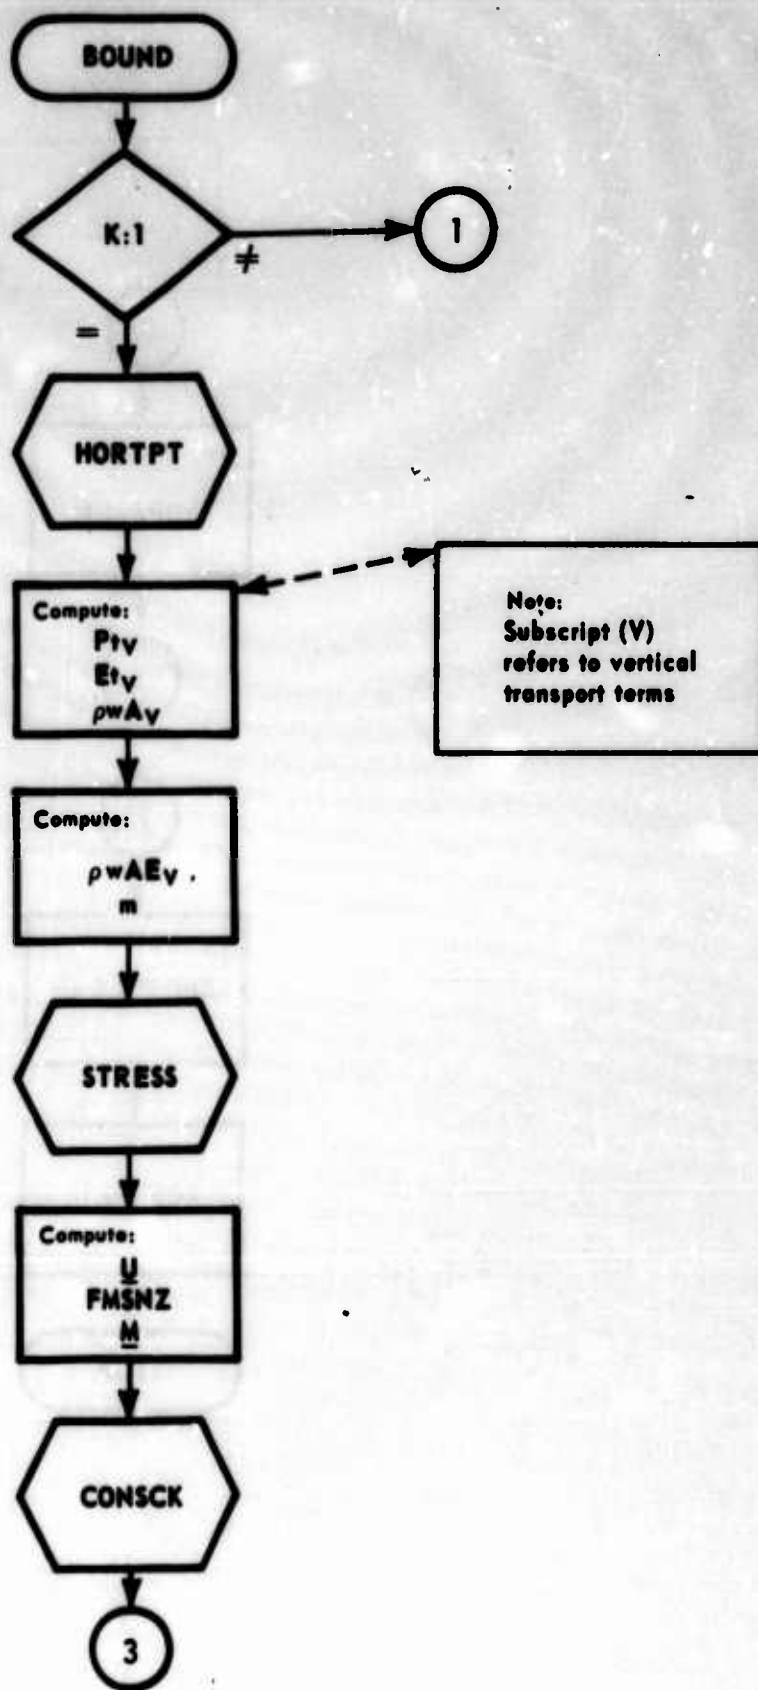 BOUND
K:1
≠
1
=
HORTPT
Compute:
Ptv
Etv
ρwAv
Note:
Subscript (V)
refers to vertical
transport terms
Compute:
ρwAEv .
m
STRESS
Compute:
U
FMSNZ
M
CONSCK
3